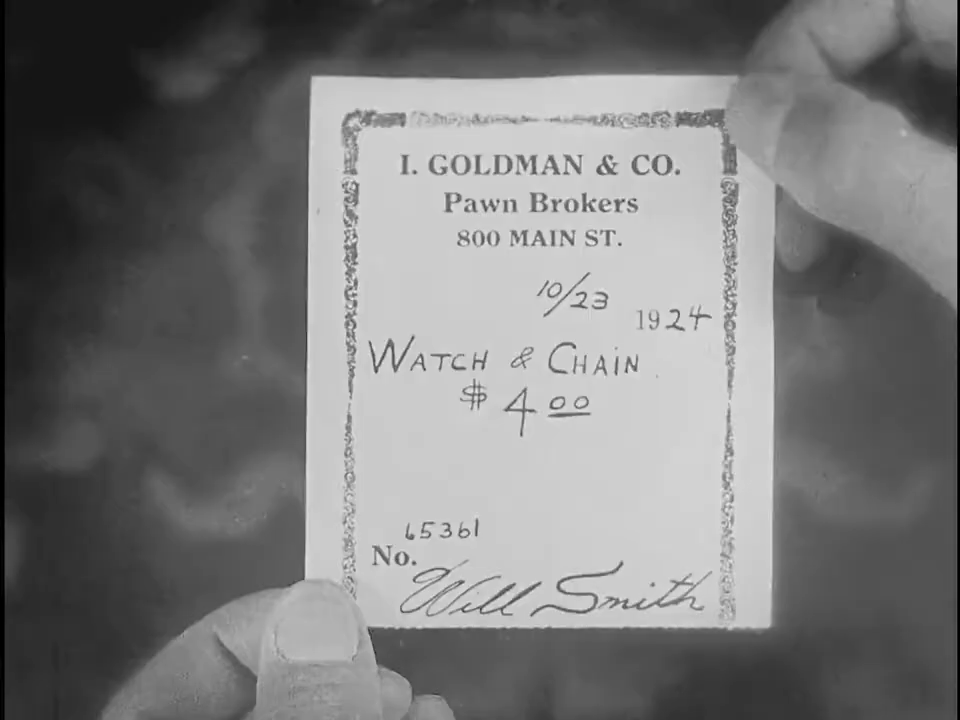 I. GOLDMAN & CO.
Pawn Brokers
800 MAIN ST.
10/23 1924
WATCH & CHAIN
$ 4 00
65361
No.
Will Smith